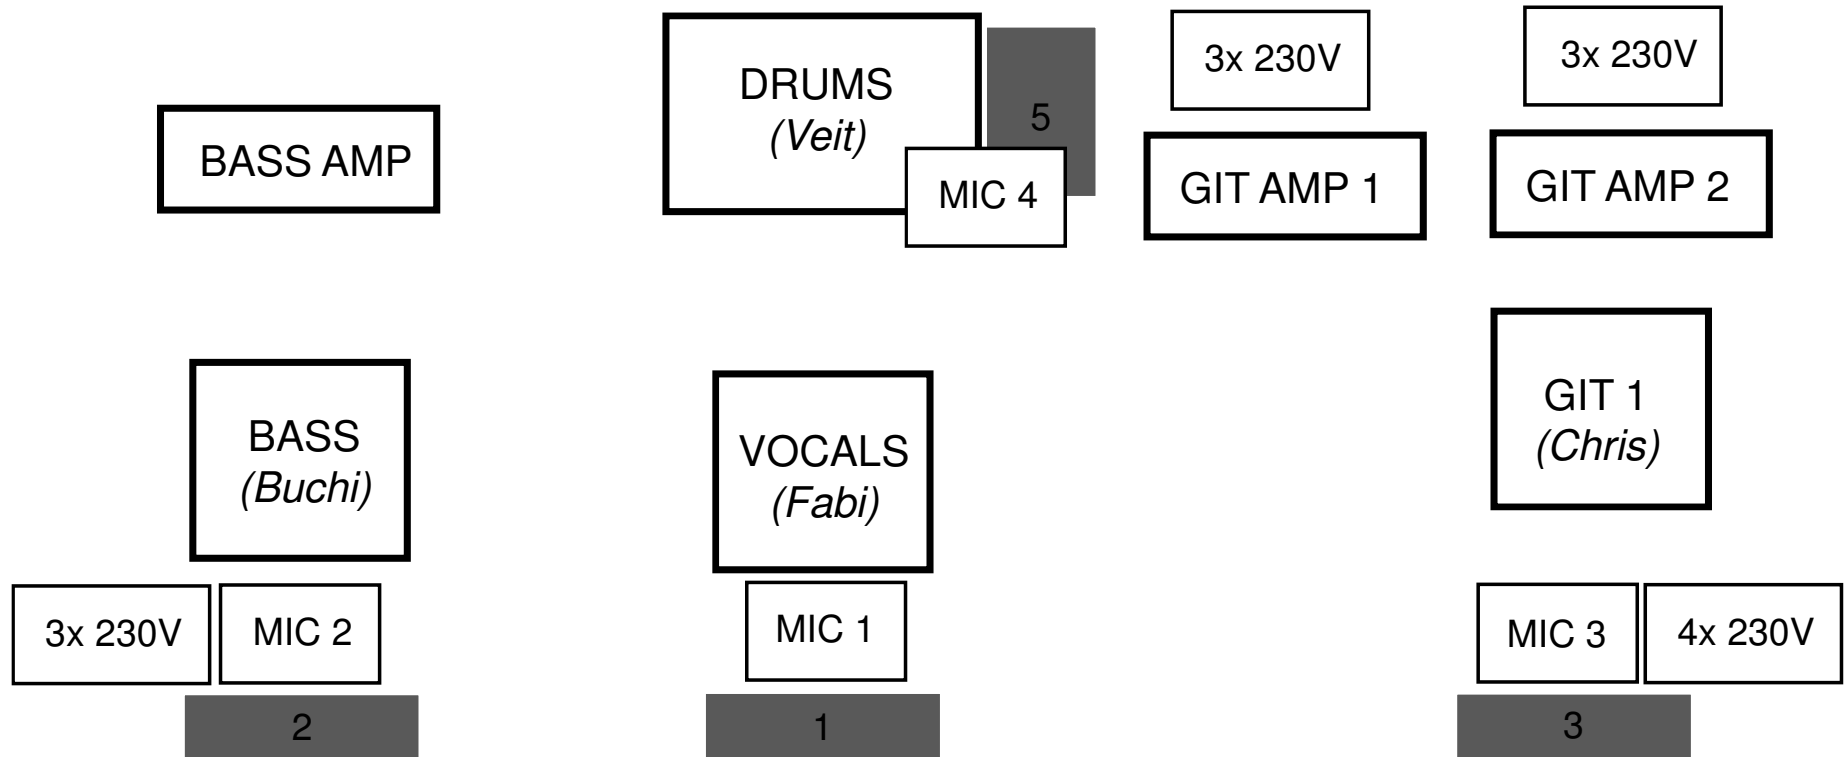 DRUMS
(Veit)
5
3x 230V
3x 230V
BASS AMP
MIC 4
GIT AMP 1
GIT AMP 2
BASS
(Buchi)
VOCALS
(Fabi)
GIT 1
(Chris)
3x 230V
MIC 2
MIC 1
MIC 3
4x 230V
2
1
3